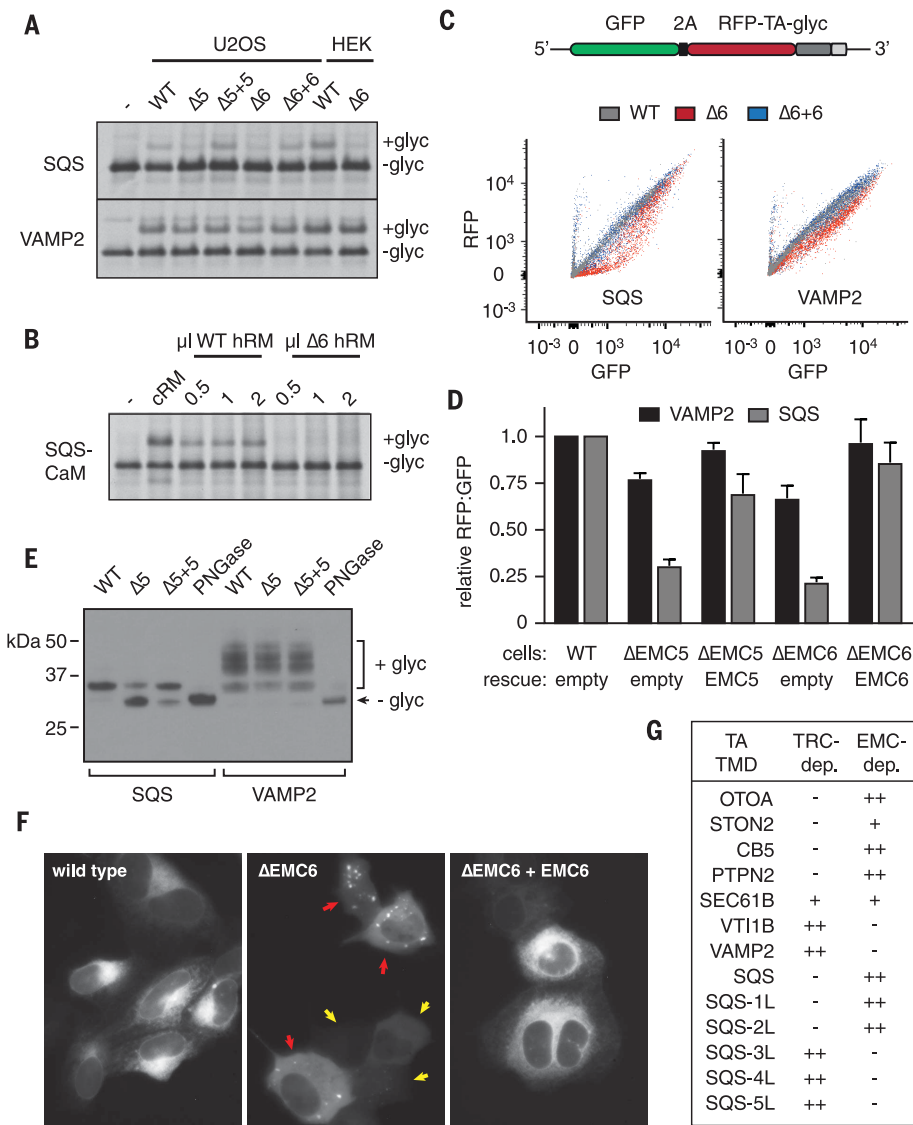 A
U2OS HEK
- WT Δ5 Δ5+5 Δ6 Δ6+6 WT Δ6
SQS
+glyc
-glyc
VAMP2
+glyc
-glyc
B
µl WT hRM µl Δ6 hRM
- cRM 0.5 1 2 0.5 1 2
SQS-
CaM
+glyc
-glyc
C
GFP 2A RFP-TA-glyc
5’ 3’
WT Δ6 Δ6+6
RFP
10⁴
10³
0
10⁻³
SQS
VAMP2
10⁻³ 0 10³ 10⁴
GFP
10⁻³ 0 10³ 10⁴
GFP
D
VAMP2 SQS
relative RFP:GFP
1.0
0.75
0.50
0.25
0
cells: WT ΔEMC5 ΔEMC5 ΔEMC6 ΔEMC6
rescue: empty empty EMC5 empty EMC6
E
WT Δ5 Δ5+5 PNGase WT Δ5 Δ5+5 PNGase
kDa 50
37
25
+ glyc
- glyc
SQS VAMP2
F
wild type
ΔEMC6
ΔEMC6 + EMC6
G
TA TRC- EMC-
TMD dep. dep.
OTOA - ++
STON2 - +
CB5 - ++
PTPN2 - ++
SEC61B + +
VTI1B ++ -
VAMP2 ++ -
SQS - ++
SQS-1L - ++
SQS-2L - ++
SQS-3L ++ -
SQS-4L ++ -
SQS-5L ++ -